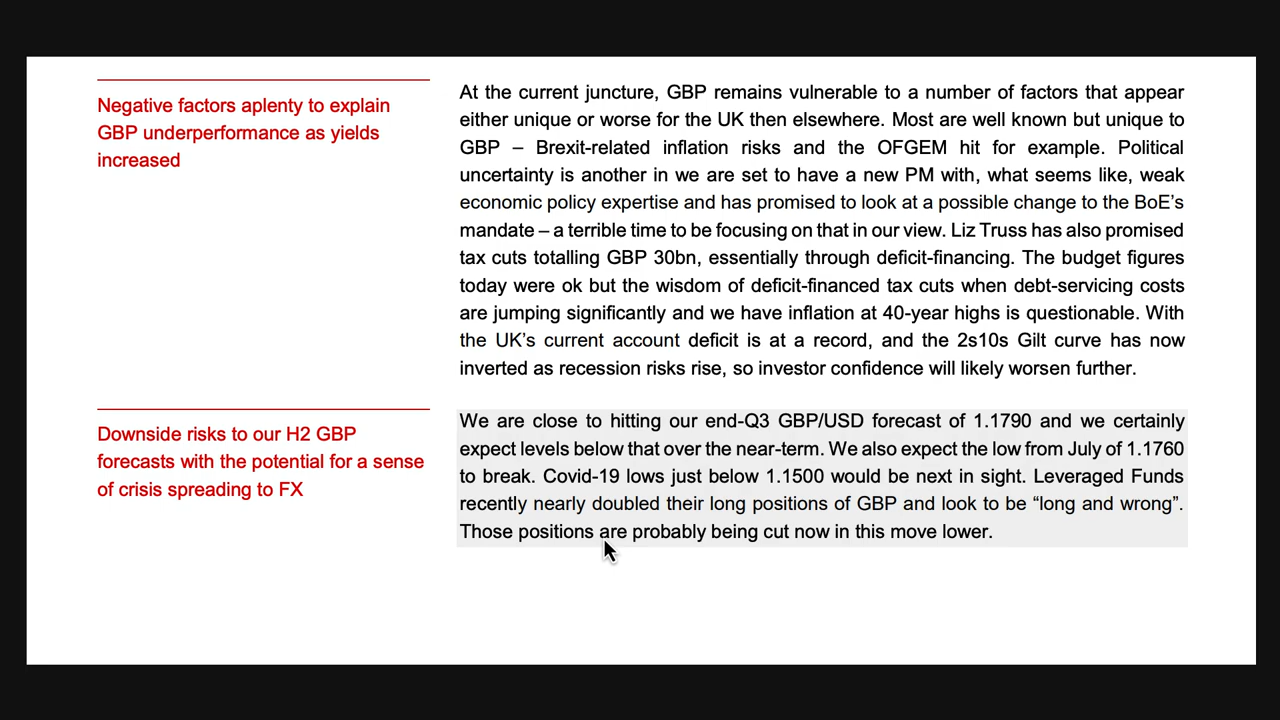 Negative factors aplenty to explain
GBP underperformance as yields
increased
At the current juncture, GBP remains vulnerable to a number of factors that appear
either unique or worse for the UK then elsewhere. Most are well known but unique to
GBP – Brexit-related inflation risks and the OFGEM hit for example. Political
uncertainty is another in we are set to have a new PM with, what seems like, weak
economic policy expertise and has promised to look at a possible change to the BoE’s
mandate – a terrible time to be focusing on that in our view. Liz Truss has also promised
tax cuts totalling GBP 30bn, essentially through deficit-financing. The budget figures
today were ok but the wisdom of deficit-financed tax cuts when debt-servicing costs
are jumping significantly and we have inflation at 40-year highs is questionable. With
the UK’s current account deficit is at a record, and the 2s10s Gilt curve has now
inverted as recession risks rise, so investor confidence will likely worsen further.
Downside risks to our H2 GBP
forecasts with the potential for a sense
of crisis spreading to FX
We are close to hitting our end-Q3 GBP/USD forecast of 1.1790 and we certainly
expect levels below that over the near-term. We also expect the low from July of 1.1760
to break. Covid-19 lows just below 1.1500 would be next in sight. Leveraged Funds
recently nearly doubled their long positions of GBP and look to be “long and wrong”.
Those positions are probably being cut now in this move lower.